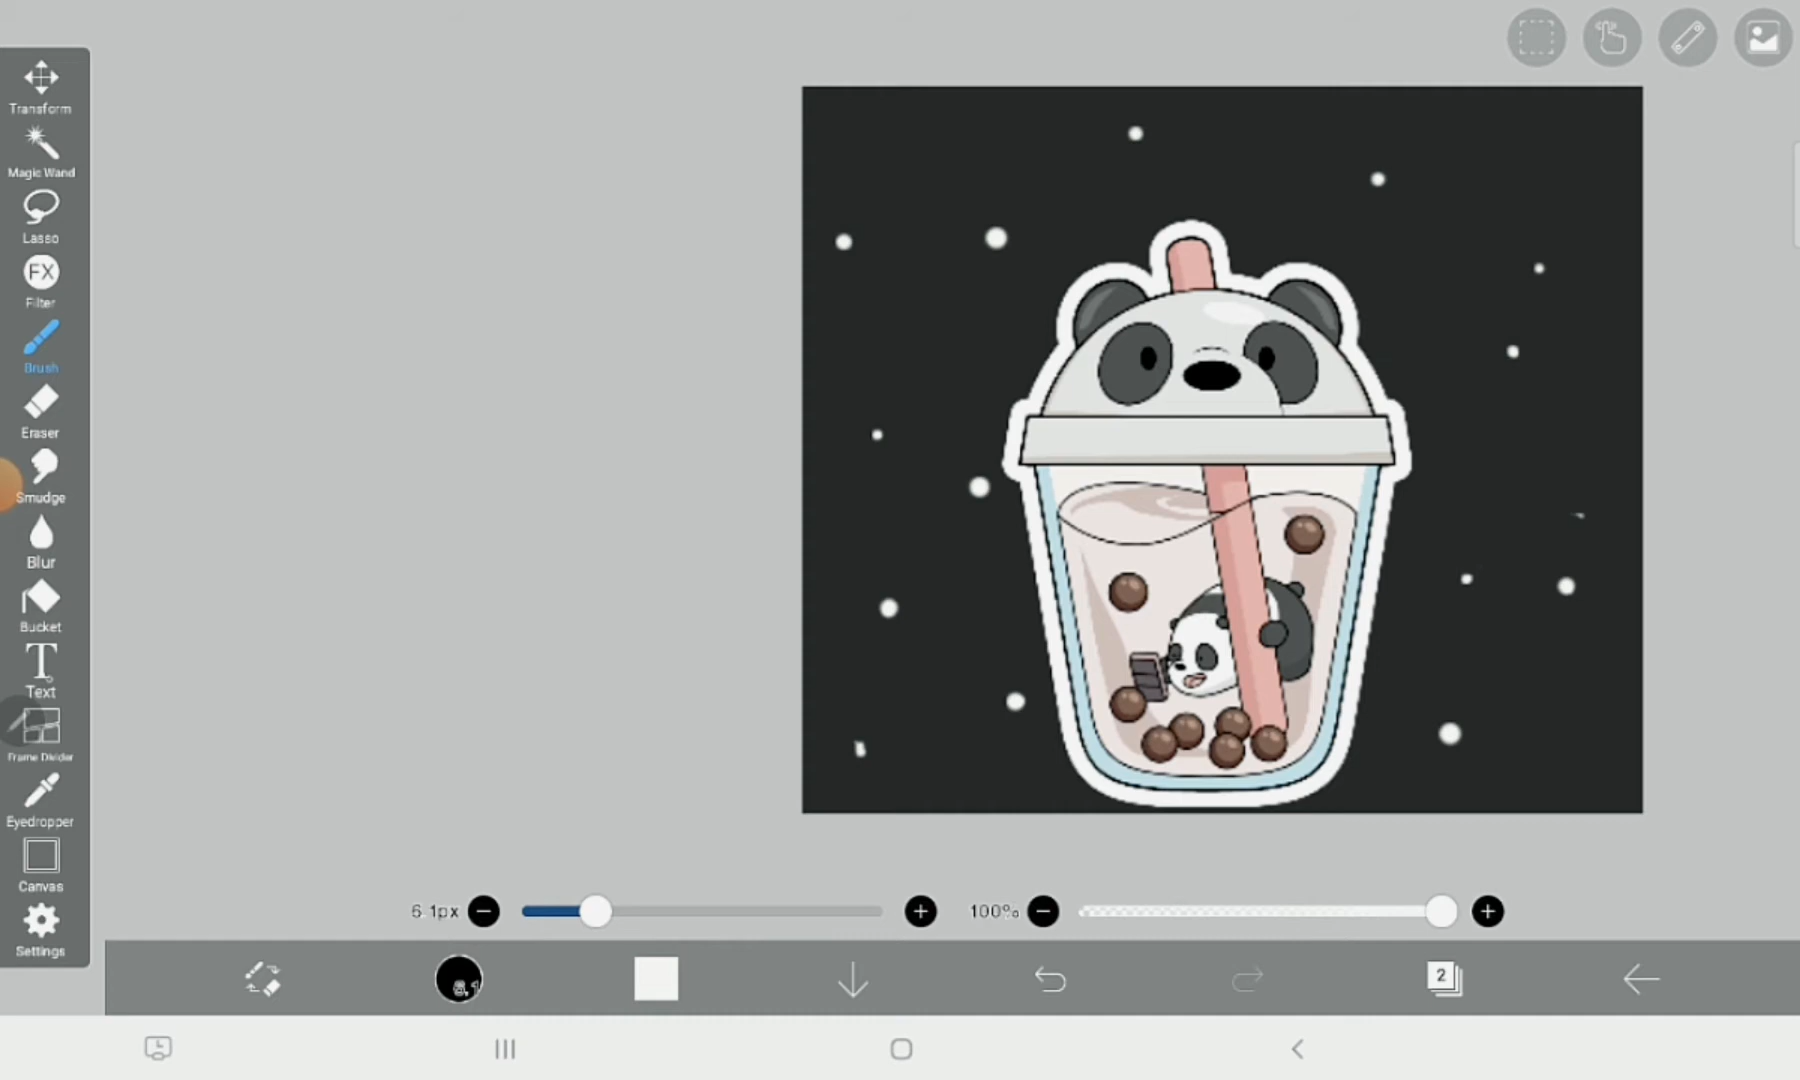 Transform
Magic Wand
Lasso
FX
Filter
Brush
Eraser
Smudge
Blur
Bucket
T
Text
Frame Divider
Eyedropper
Canvas
Settings
6.1px
100%
2